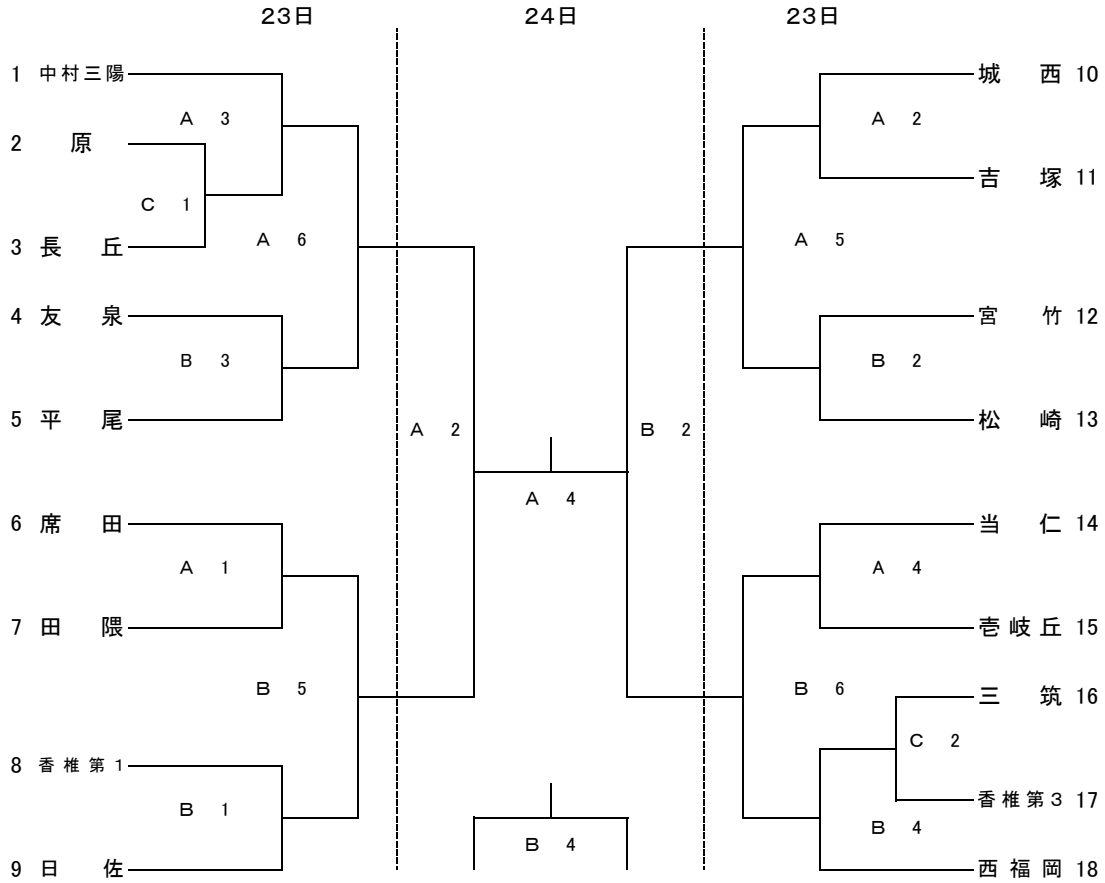 23日 24日 23日
1 中村三陽 城 西 10
A 3 A 2
2 原
吉 塚 11
C 1
3 長 丘 A 6 A 5
4 友 泉 宮 竹 12
B 3 B 2
5 平 尾 松 崎 13
A 2 B 2
A 4
6 席 田 当 仁 14
A 1 A 4
7 田 隈 壱岐丘 15
B 5 B 6 三 筑 16
C 2
8 香椎第1
香椎第3 17
B 1 B 4
B 4
9 日 佐 西福岡 18